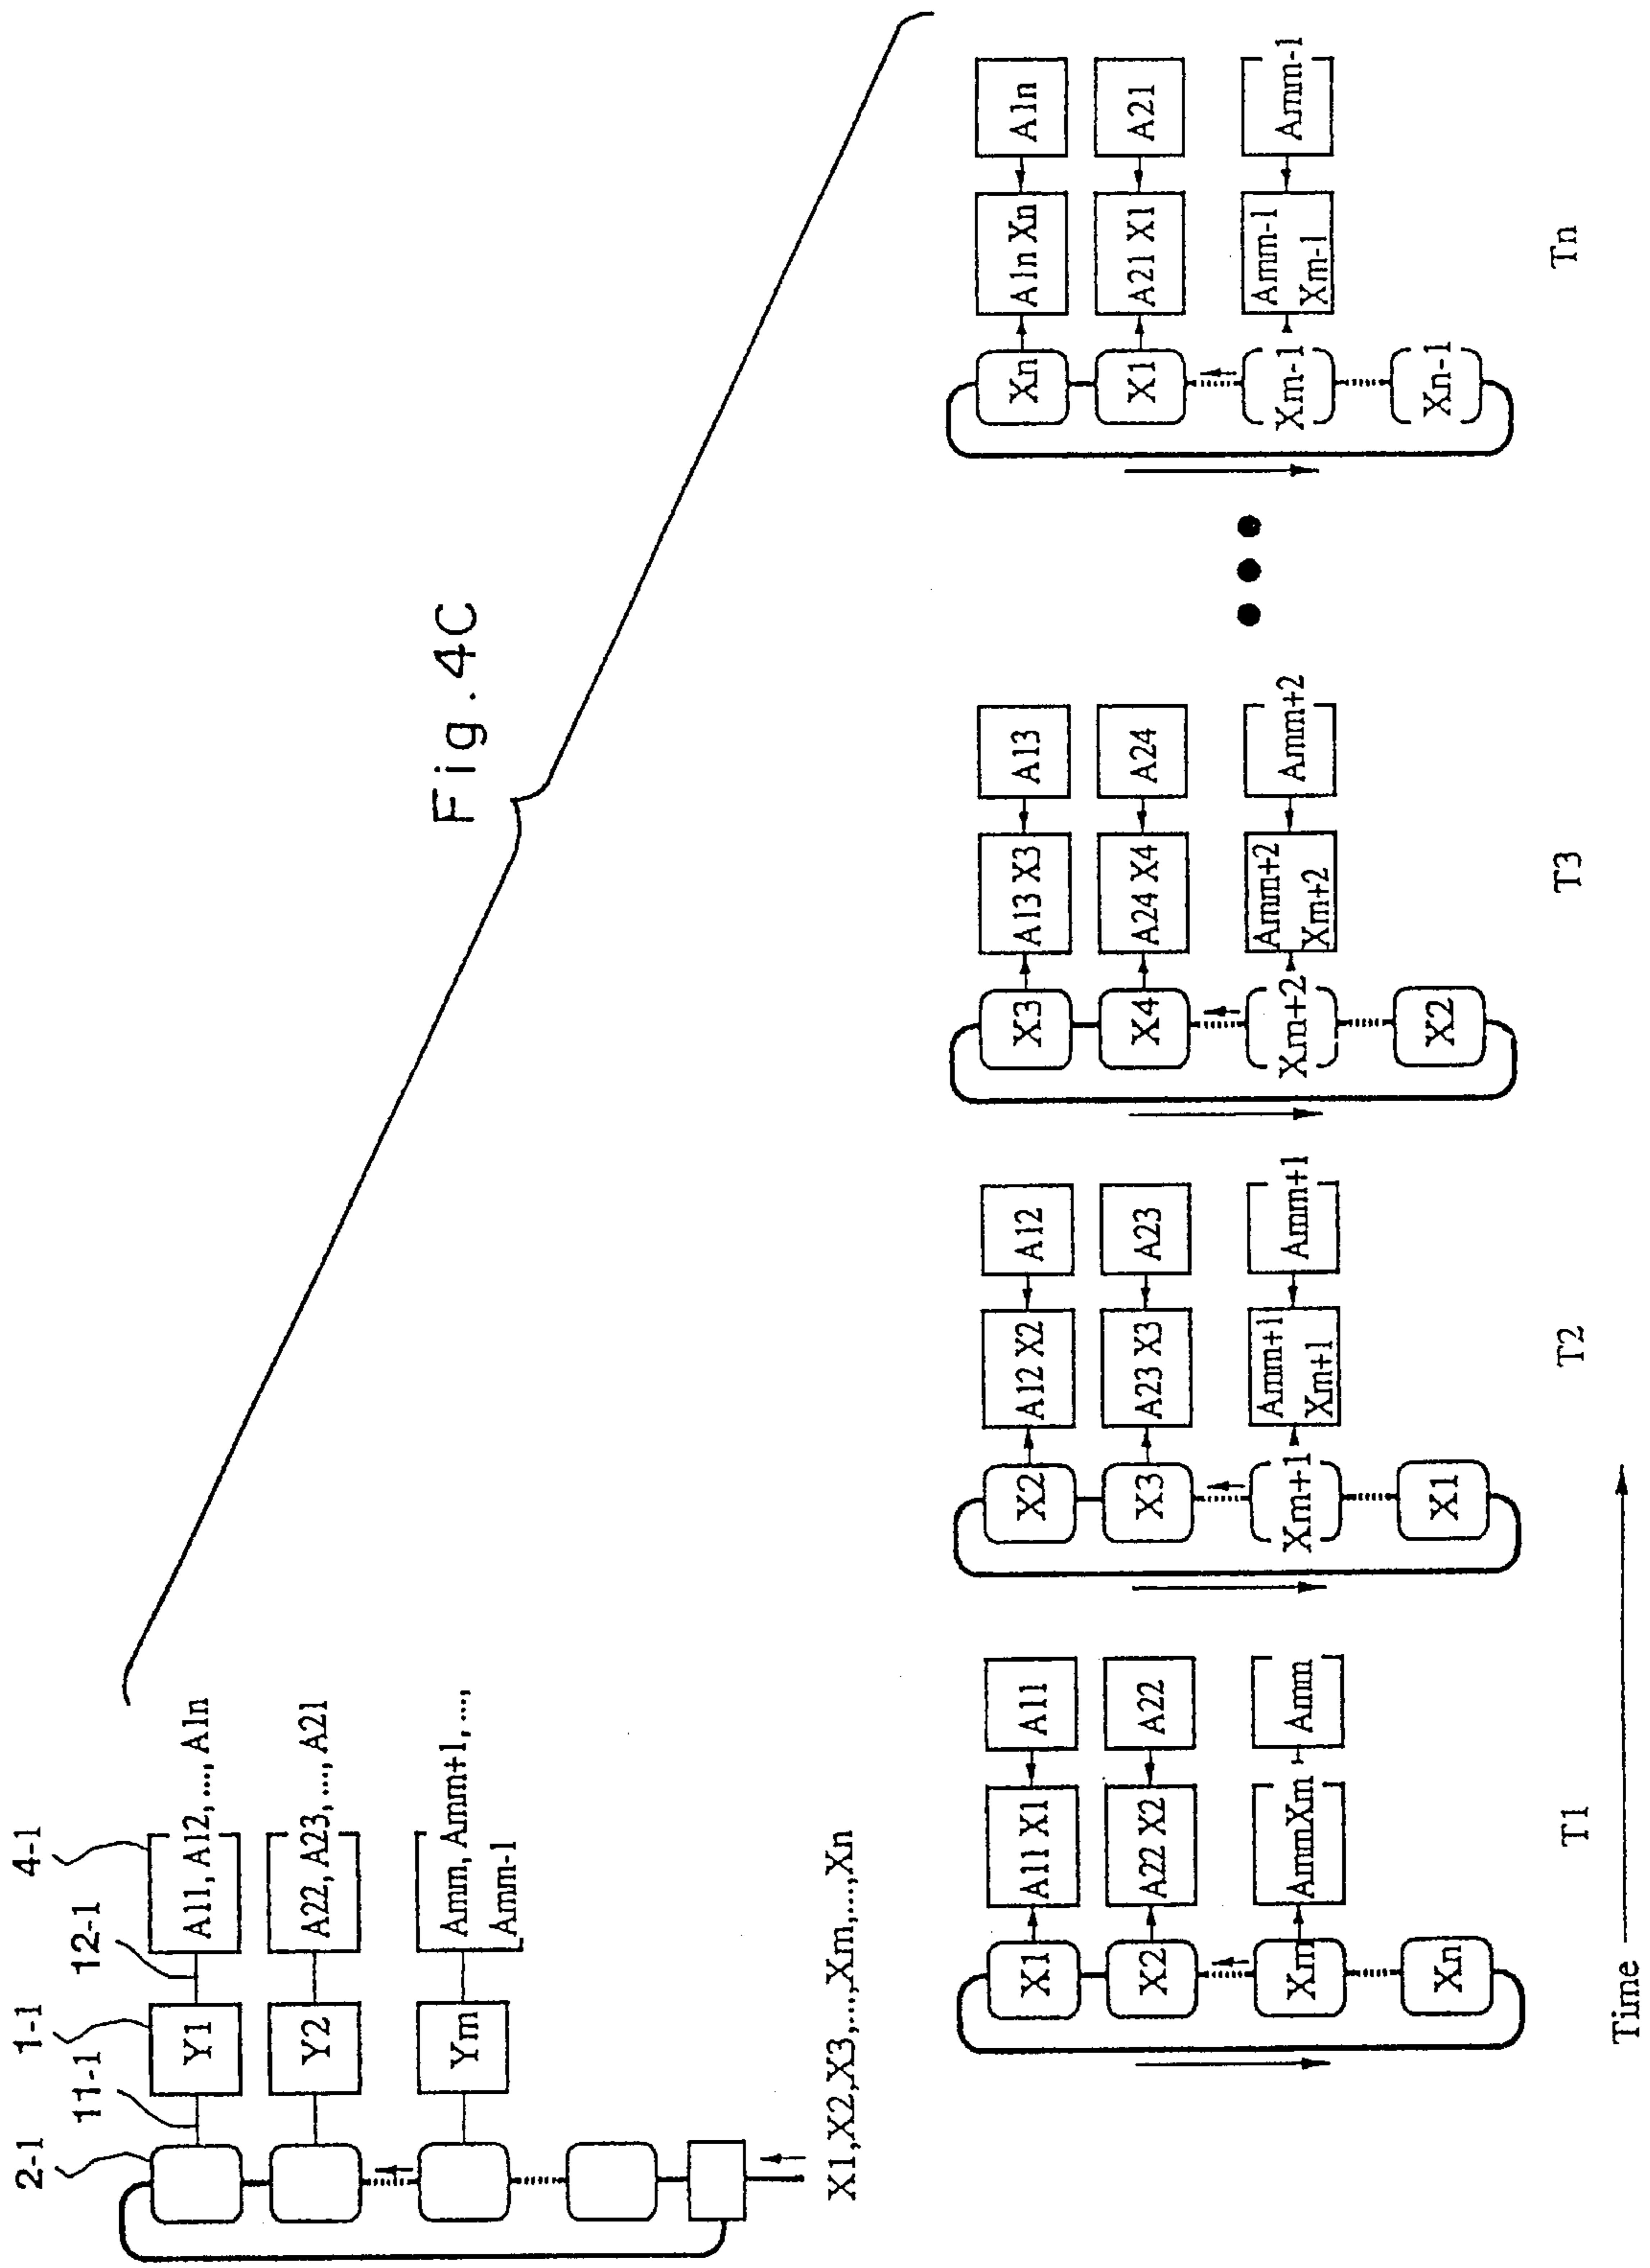 Fig. 4C
2-1
11-1
1-1
12-1
4-1
Y1
A11, A12,..., A1n
Y2
A22, A23,..., A21
Ym
Amm, Amm+1,...,
Amm-1
X1,X2,X3,...,Xm,...,Xn
X1
A11 X1
A11
X2
A22 X2
A22
Xm
AmmXm
Amm
Xn
T1
X2
A12 X2
A12
X3
A23 X3
A23
Xm+1
Amm+1
Xm+1
Amm+1
X1
T2
X3
A13 X3
A13
X4
A24 X4
A24
Xm+2
Amm+2
Xm+2
Amm+2
X2
T3
Xn
A1n Xn
A1n
X1
A21 X1
A21
Xm-1
Amm-1
Xm-1
Amm-1
Xn-1
Tn
Time